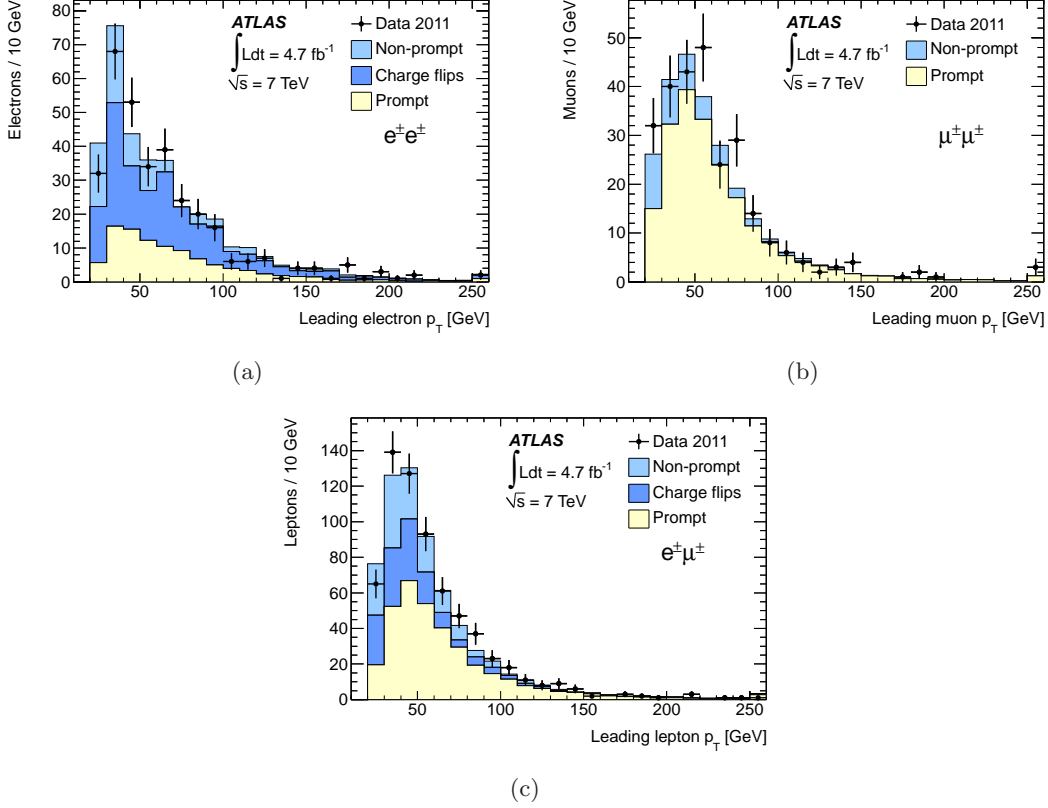 Electrons / 10 GeV
80
70
60
50
40
30
20
10
0
50
100
150
200
250
Leading electron p_T [GeV]
ATLAS
∫Ldt = 4.7 fb⁻¹
√s = 7 TeV
Data 2011
Non-prompt
Charge flips
Prompt
e±e±
(a)
Muons / 10 GeV
50
40
30
20
10
0
50
100
150
200
250
Leading muon p_T [GeV]
ATLAS
∫Ldt = 4.7 fb⁻¹
√s = 7 TeV
Data 2011
Non-prompt
Prompt
μ±μ±
(b)
Leptons / 10 GeV
140
120
100
80
60
40
20
0
50
100
150
200
250
Leading lepton p_T [GeV]
ATLAS
∫Ldt = 4.7 fb⁻¹
√s = 7 TeV
Data 2011
Non-prompt
Charge flips
Prompt
e±μ±
(c)